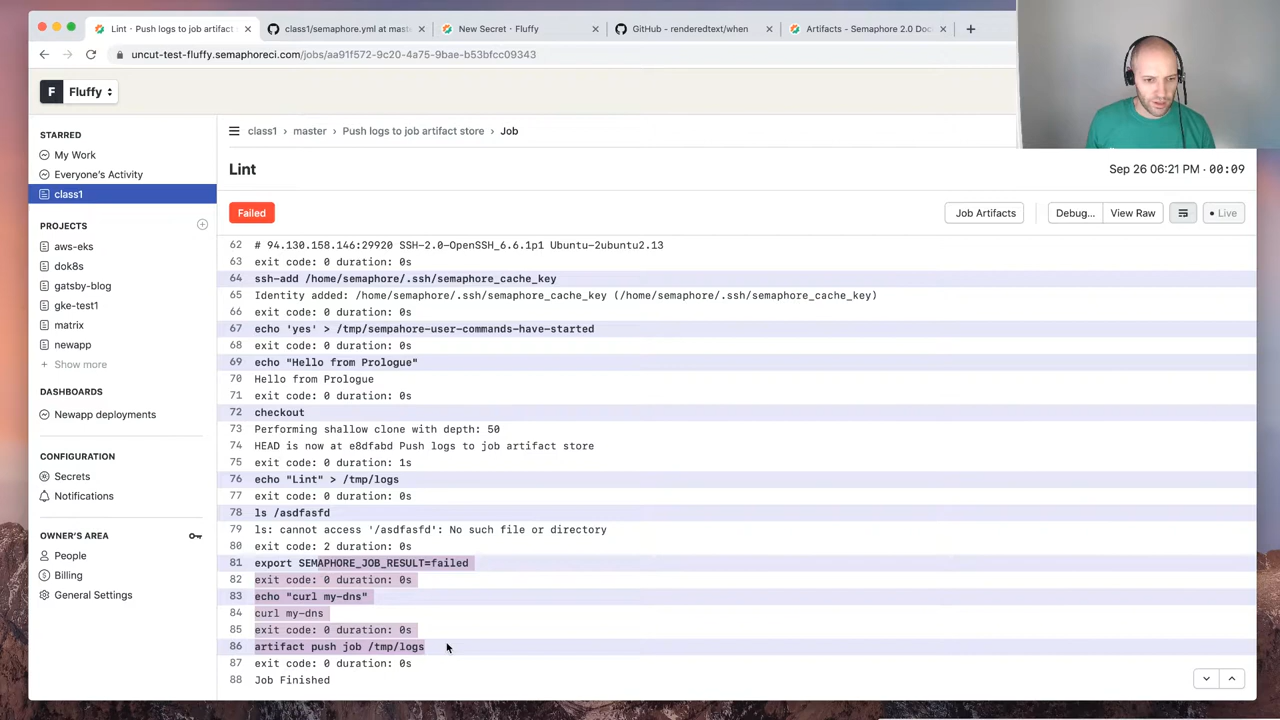 Lint · Push logs to job artifact
class1/semaphore.yml at maste
New Secret · Fluffy
GitHub - renderedtext/when
Artifacts - Semaphore 2.0 Doc
uncut-test-fluffy.semaphoreci.com/jobs/aa91f572-9c20-4a75-9bae-b53bfcc09343
F Fluffy
STARRED
My Work
Everyone's Activity
class1
PROJECTS
aws-eks
dok8s
gatsby-blog
gke-test1
matrix
newapp
+ Show more
DASHBOARDS
Newapp deployments
CONFIGURATION
Secrets
Notifications
OWNER'S AREA
People
Billing
General Settings
class1 › master › Push logs to job artifact store › Job
Lint
Sep 26 06:21 PM · 00:09
Failed
Job Artifacts
Debug...
View Raw
• Live
62 # 94.130.158.146:29920 SSH-2.0-OpenSSH_6.6.1p1 Ubuntu-2ubuntu2.13
63 exit code: 0 duration: 0s
64 ssh-add /home/semaphore/.ssh/semaphore_cache_key
65 Identity added: /home/semaphore/.ssh/semaphore_cache_key (/home/semaphore/.ssh/semaphore_cache_key)
66 exit code: 0 duration: 0s
67 echo 'yes' > /tmp/sempahore-user-commands-have-started
68 exit code: 0 duration: 0s
69 echo "Hello from Prologue"
70 Hello from Prologue
71 exit code: 0 duration: 0s
72 checkout
73 Performing shallow clone with depth: 50
74 HEAD is now at e8dfabd Push logs to job artifact store
75 exit code: 0 duration: 1s
76 echo "Lint" > /tmp/logs
77 exit code: 0 duration: 0s
78 ls /asdfasfd
79 ls: cannot access '/asdfasfd': No such file or directory
80 exit code: 2 duration: 0s
81 export SEMAPHORE_JOB_RESULT=failed
82 exit code: 0 duration: 0s
83 echo "curl my-dns"
84 curl my-dns
85 exit code: 0 duration: 0s
86 artifact push job /tmp/logs
87 exit code: 0 duration: 0s
88 Job Finished